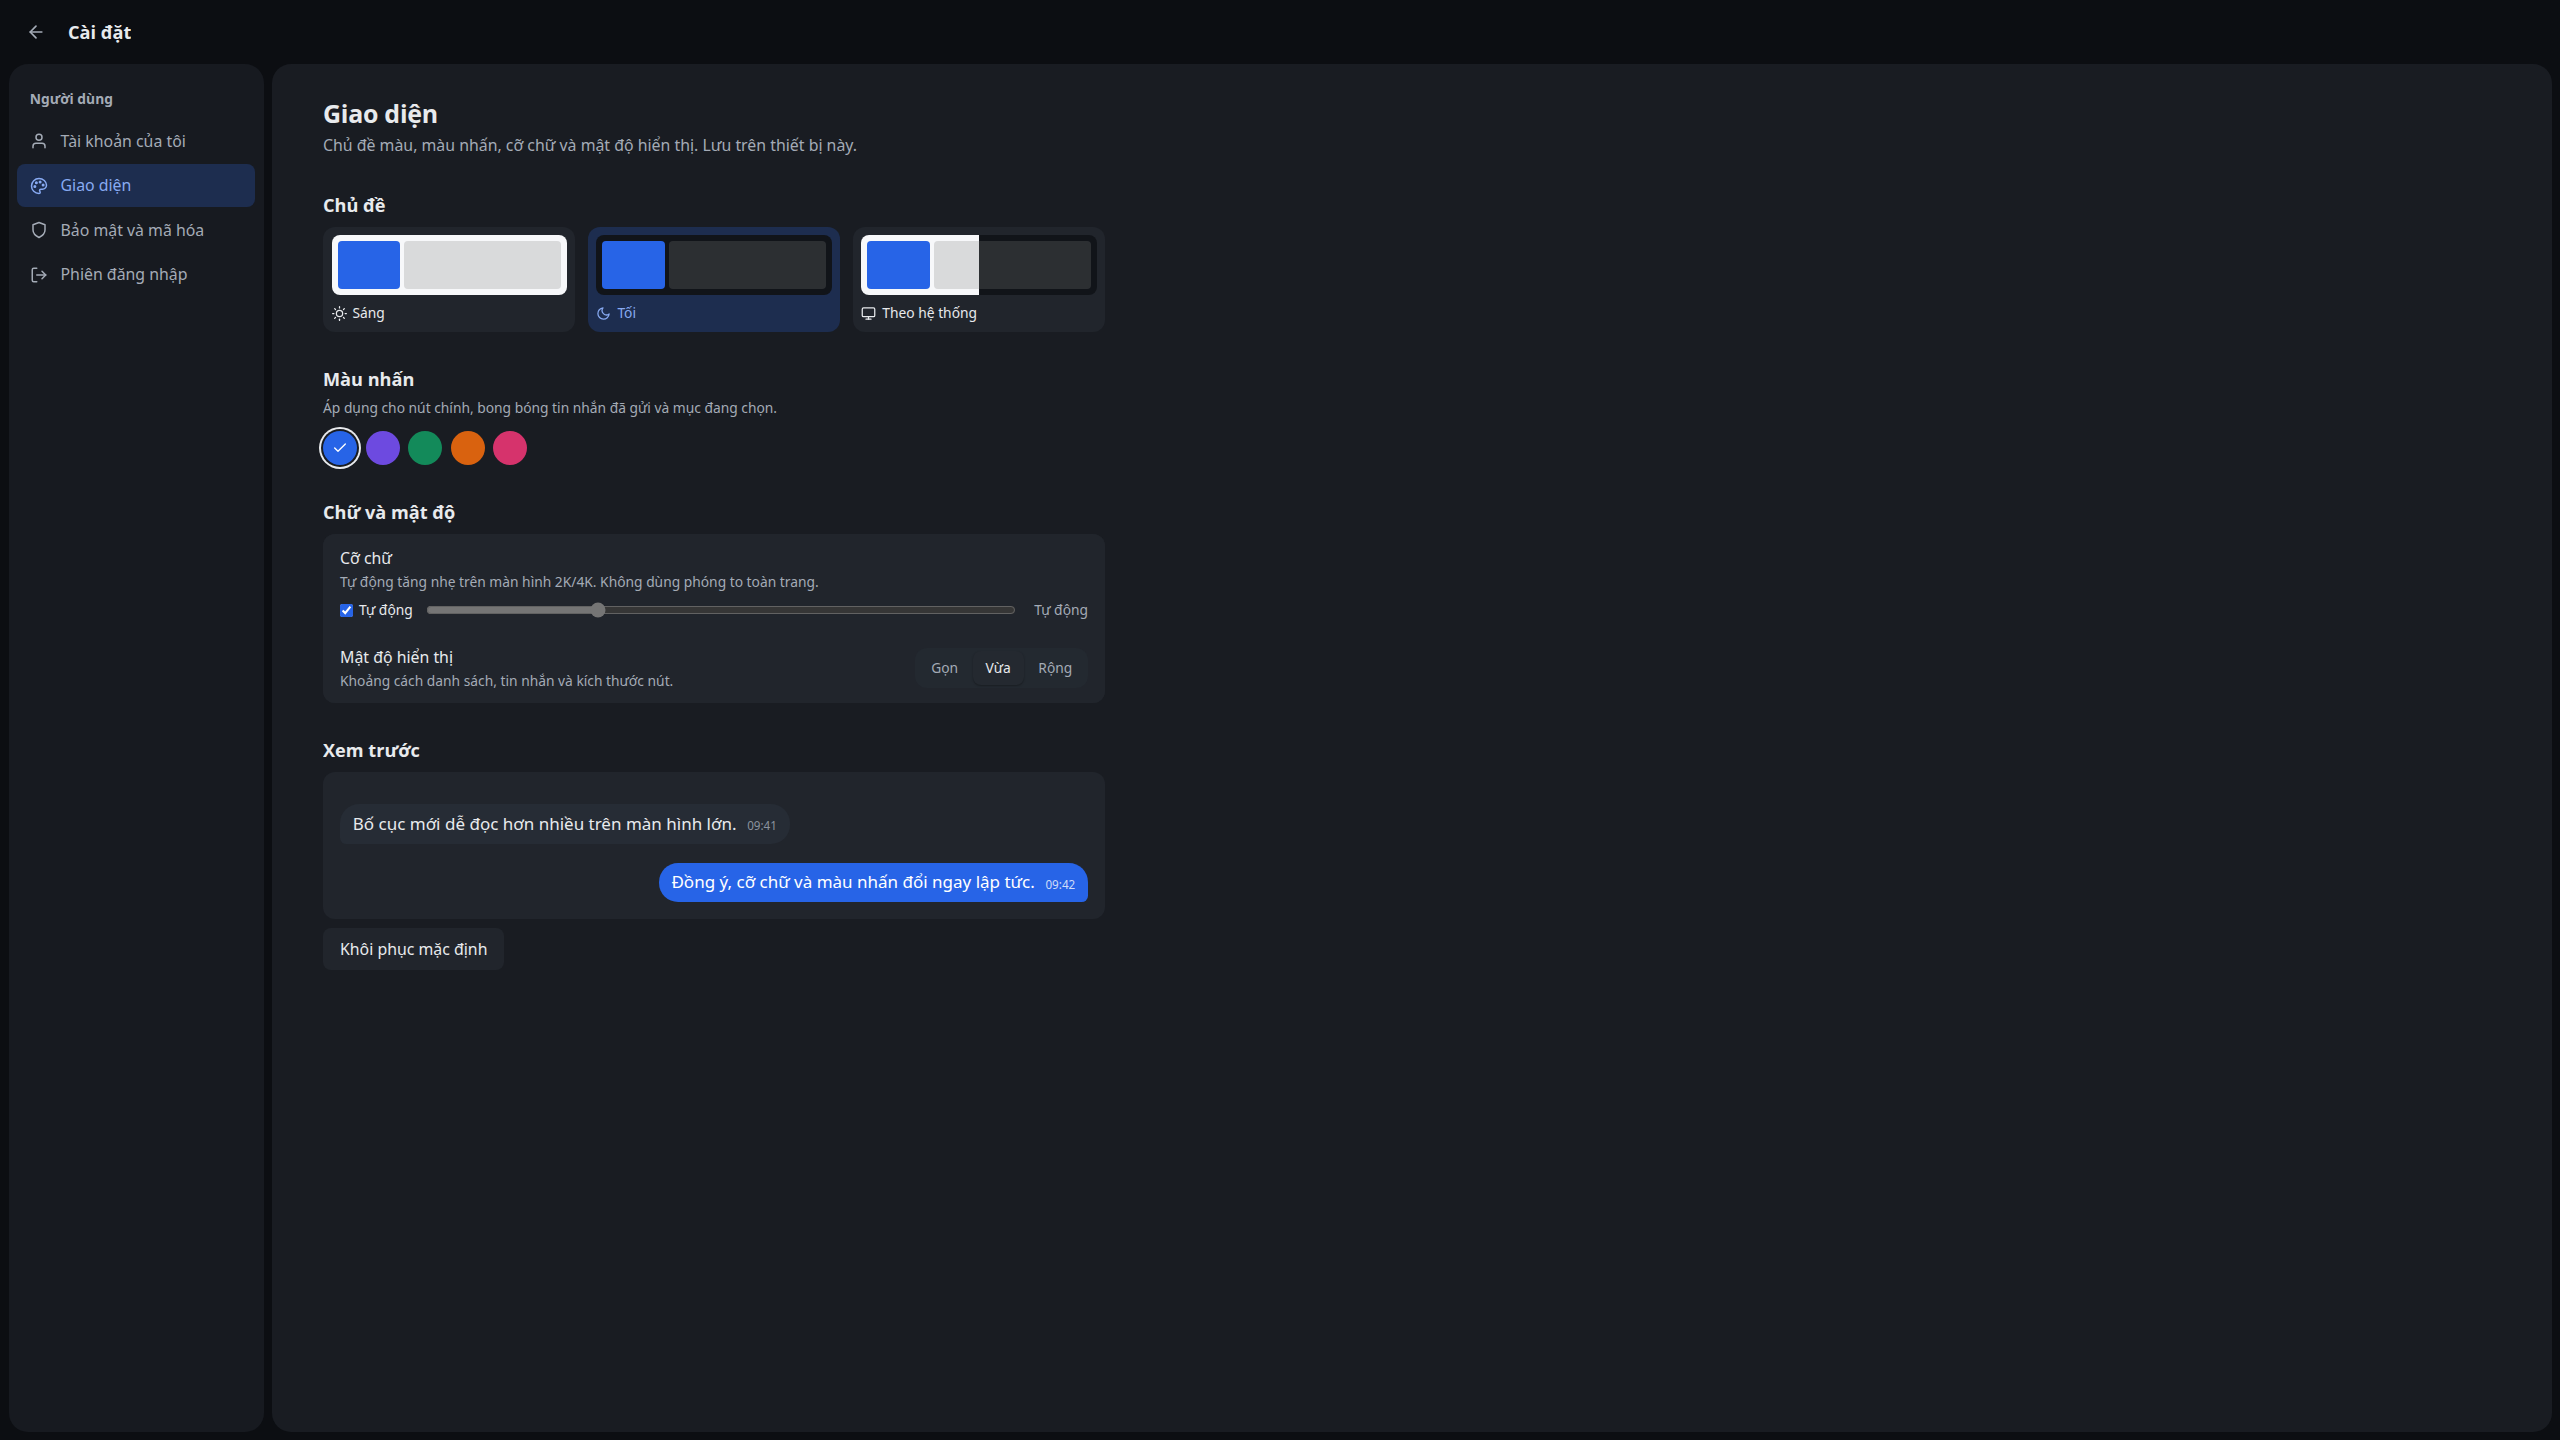 Cài đặt
Người dùng
Tài khoản của tôi
Giao diện
Bảo mật và mã hóa
Phiên đăng nhập
Giao diện
Chủ đề màu, màu nhấn, cỡ chữ và mật độ hiển thị. Lưu trên thiết bị này.
Chủ đề
Sáng
Tối
Theo hệ thống
Màu nhấn
Áp dụng cho nút chính, bong bóng tin nhắn đã gửi và mục đang chọn.
Chữ và mật độ
Cỡ chữ
Tự động tăng nhẹ trên màn hình 2K/4K. Không dùng phóng to toàn trang.
Tự động
Tự động
Mật độ hiển thị
Khoảng cách danh sách, tin nhắn và kích thước nút.
Gọn
Vừa
Rộng
Xem trước
Bố cục mới dễ đọc hơn nhiều trên màn hình lớn. 09:41
Đồng ý, cỡ chữ và màu nhấn đổi ngay lập tức. 09:42
Khôi phục mặc định